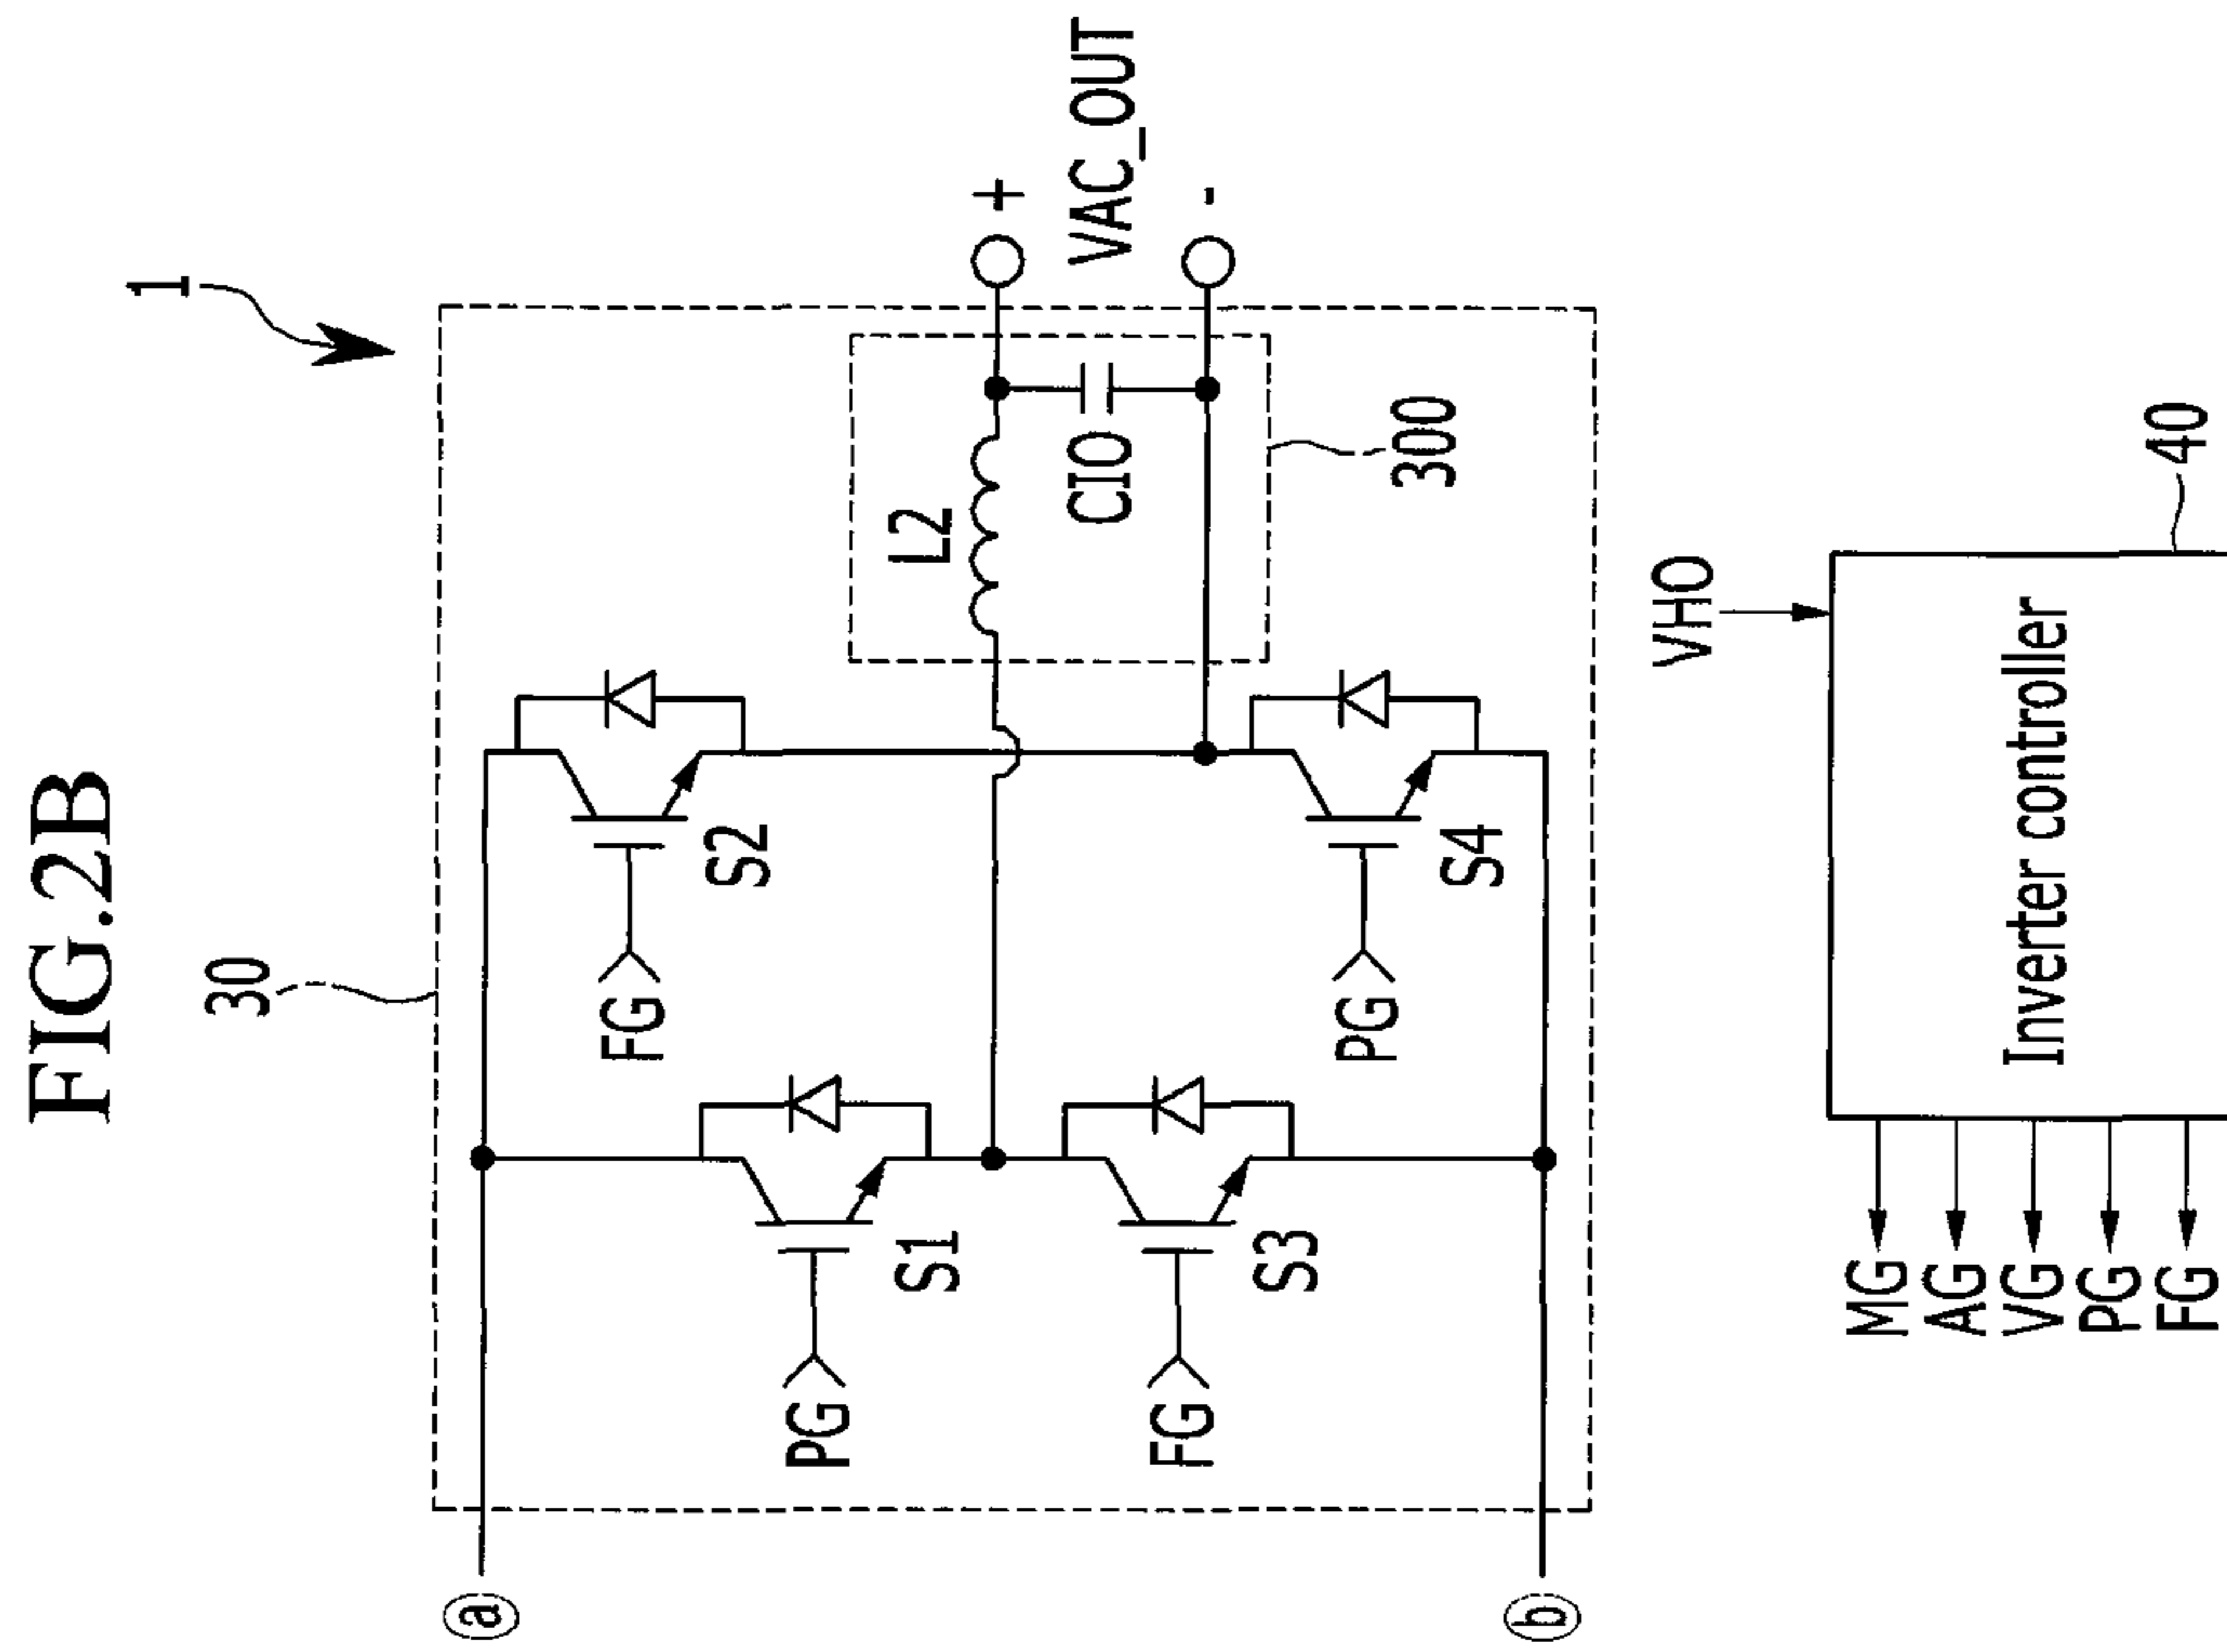 FIG.2B
1
30
a
FG
S2
PG
S1
L2
+
VAC_OUT
CIO
-
FG
S3
PG
S4
300
b
VHO
MG
AG
VG
PG
FG
Inverter controller
40